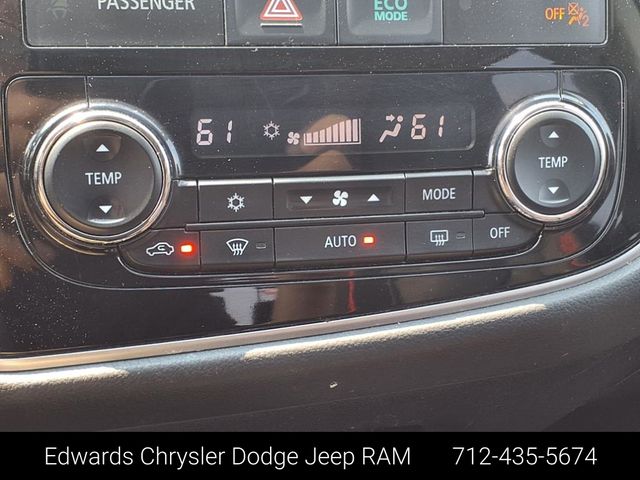 PASSENGER
ECO
MODE
OFF 2
61 61
TEMP
TEMP
MODE
AUTO
OFF
Edwards Chrysler Dodge Jeep RAM 712-435-5674